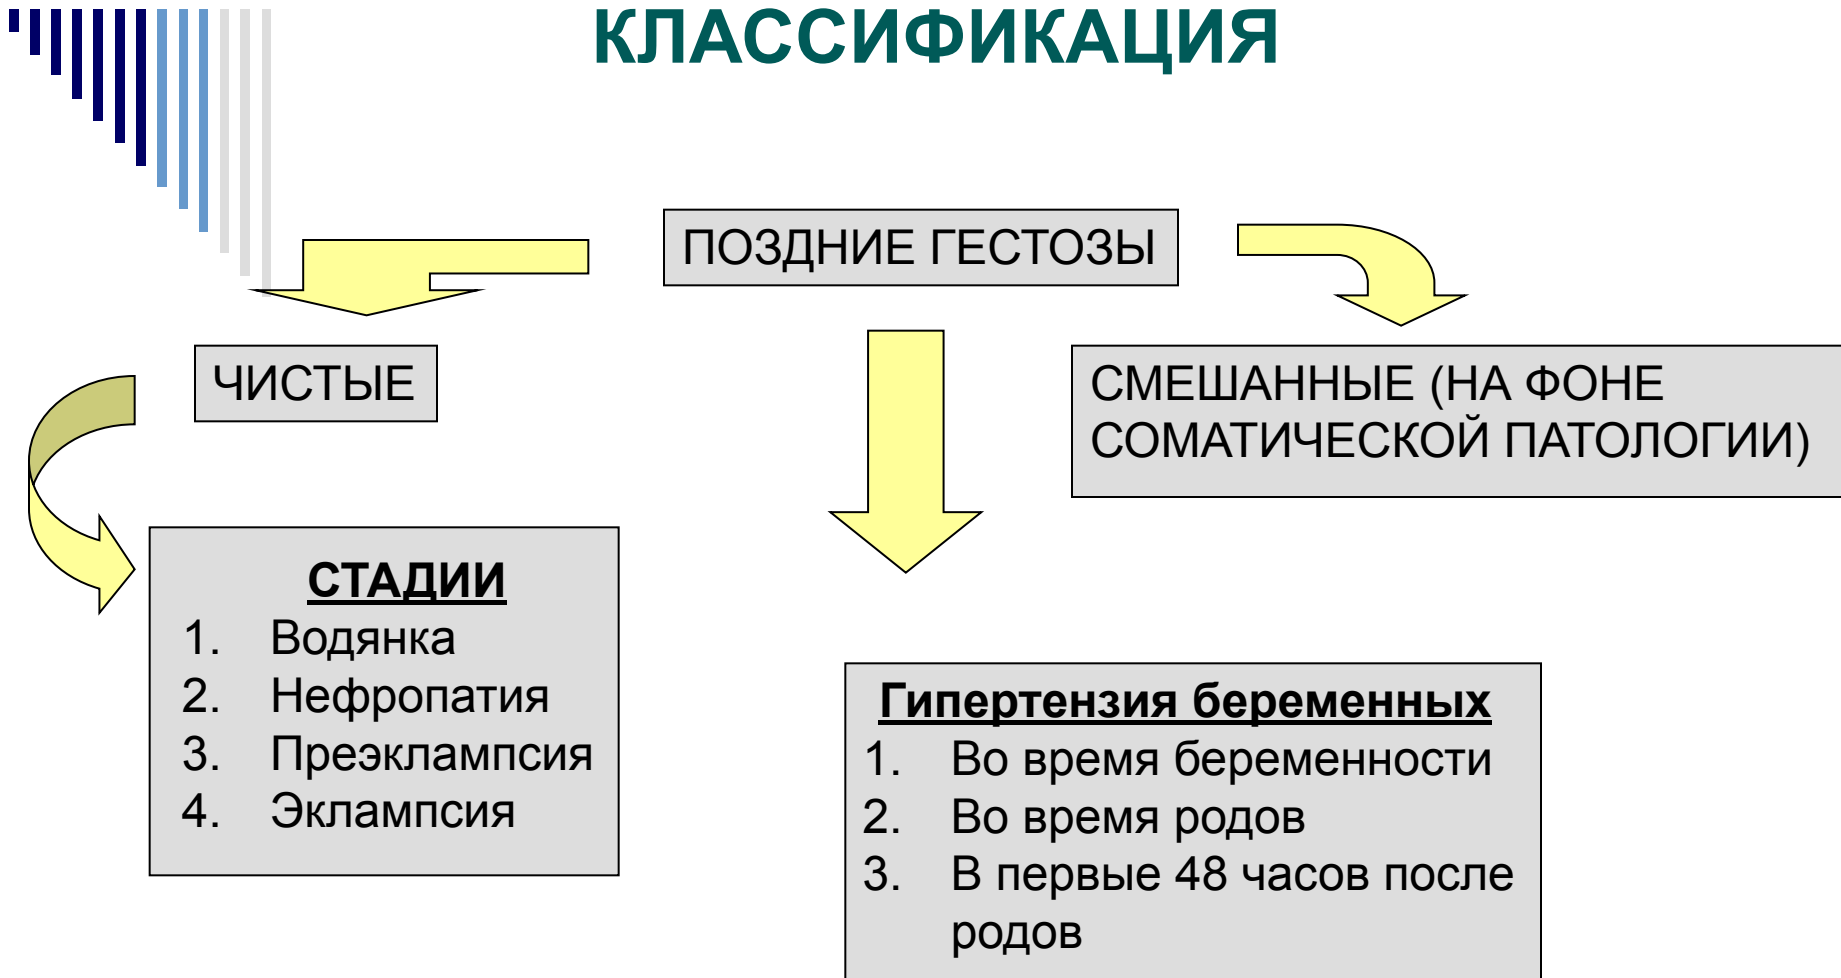 КЛАССИФИКАЦИЯ
ПОЗДНИЕ ГЕСТОЗЫ
ЧИСТЫЕ
СМЕШАННЫЕ (НА ФОНЕ
СОМАТИЧЕСКОЙ ПАТОЛОГИИ)
СТАДИИ
1. Водянка
2. Нефропатия
3. Преэклампсия
4. Эклампсия
Гипертензия беременных
1. Во время беременности
2. Во время родов
3. В первые 48 часов после
родов